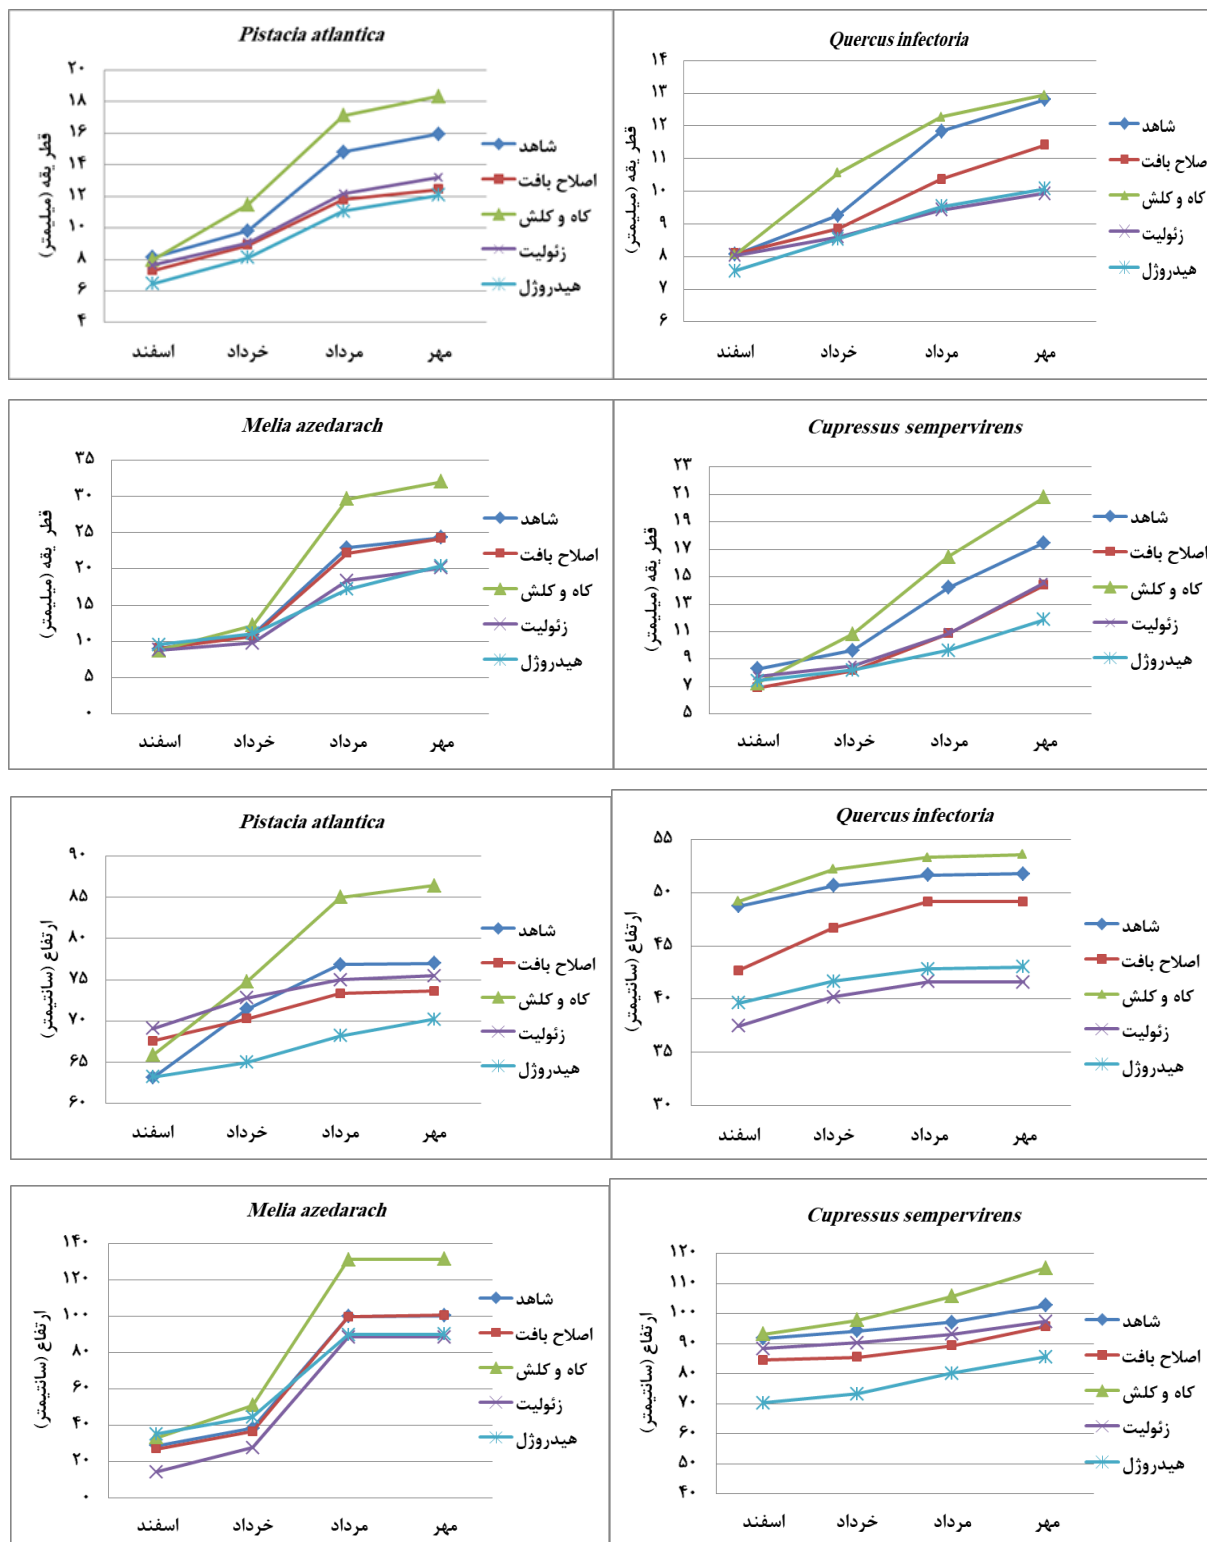 Pistacia atlantica
قطر یقه (میلیمتر)
۲۰
۱۸
۱۶
۱۴
۱۲
۱۰
۸
۶
۴
اسفند خرداد مرداد مهر
شاهد
اصلاح بافت
کاه و کلش
زئولیت
هیدروژل
Quercus infectoria
قطر یقه (میلیمتر)
۱۴
۱۳
۱۲
۱۱
۱۰
۹
۸
۷
۶
اسفند خرداد مرداد مهر
شاهد
اصلاح بافت
کاه و کلش
زئولیت
هیدروژل
Melia azedarach
قطر یقه (میلیمتر)
۳۵
۳۰
۲۵
۲۰
۱۵
۱۰
۵
۰
اسفند خرداد مرداد مهر
شاهد
اصلاح بافت
کاه و کلش
زئولیت
هیدروژل
Cupressus sempervirens
قطر یقه (میلیمتر)
۲۳
۲۱
۱۹
۱۷
۱۵
۱۳
۱۱
۹
۷
۵
اسفند خرداد مرداد مهر
شاهد
اصلاح بافت
کاه و کلش
زئولیت
هیدروژل
Pistacia atlantica
ارتفاع (سانتیمتر)
۹۰
۸۵
۸۰
۷۵
۷۰
۶۵
۶۰
اسفند خرداد مرداد مهر
شاهد
اصلاح بافت
کاه و کلش
زئولیت
هیدروژل
Quercus infectoria
ارتفاع (سانتیمتر)
۵۵
۵۰
۴۵
۴۰
۳۵
۳۰
اسفند خرداد مرداد مهر
شاهد
اصلاح بافت
کاه و کلش
زئولیت
هیدروژل
Melia azedarach
ارتفاع (سانتیمتر)
۱۴۰
۱۲۰
۱۰۰
۸۰
۶۰
۴۰
۲۰
۰
اسفند خرداد مرداد مهر
شاهد
اصلاح بافت
کاه و کلش
زئولیت
هیدروژل
Cupressus sempervirens
ارتفاع (سانتیمتر)
۱۲۰
۱۱۰
۱۰۰
۹۰
۸۰
۷۰
۶۰
۵۰
۴۰
اسفند خرداد مرداد مهر
شاهد
اصلاح بافت
کاه و کلش
زئولیت
هیدروژل